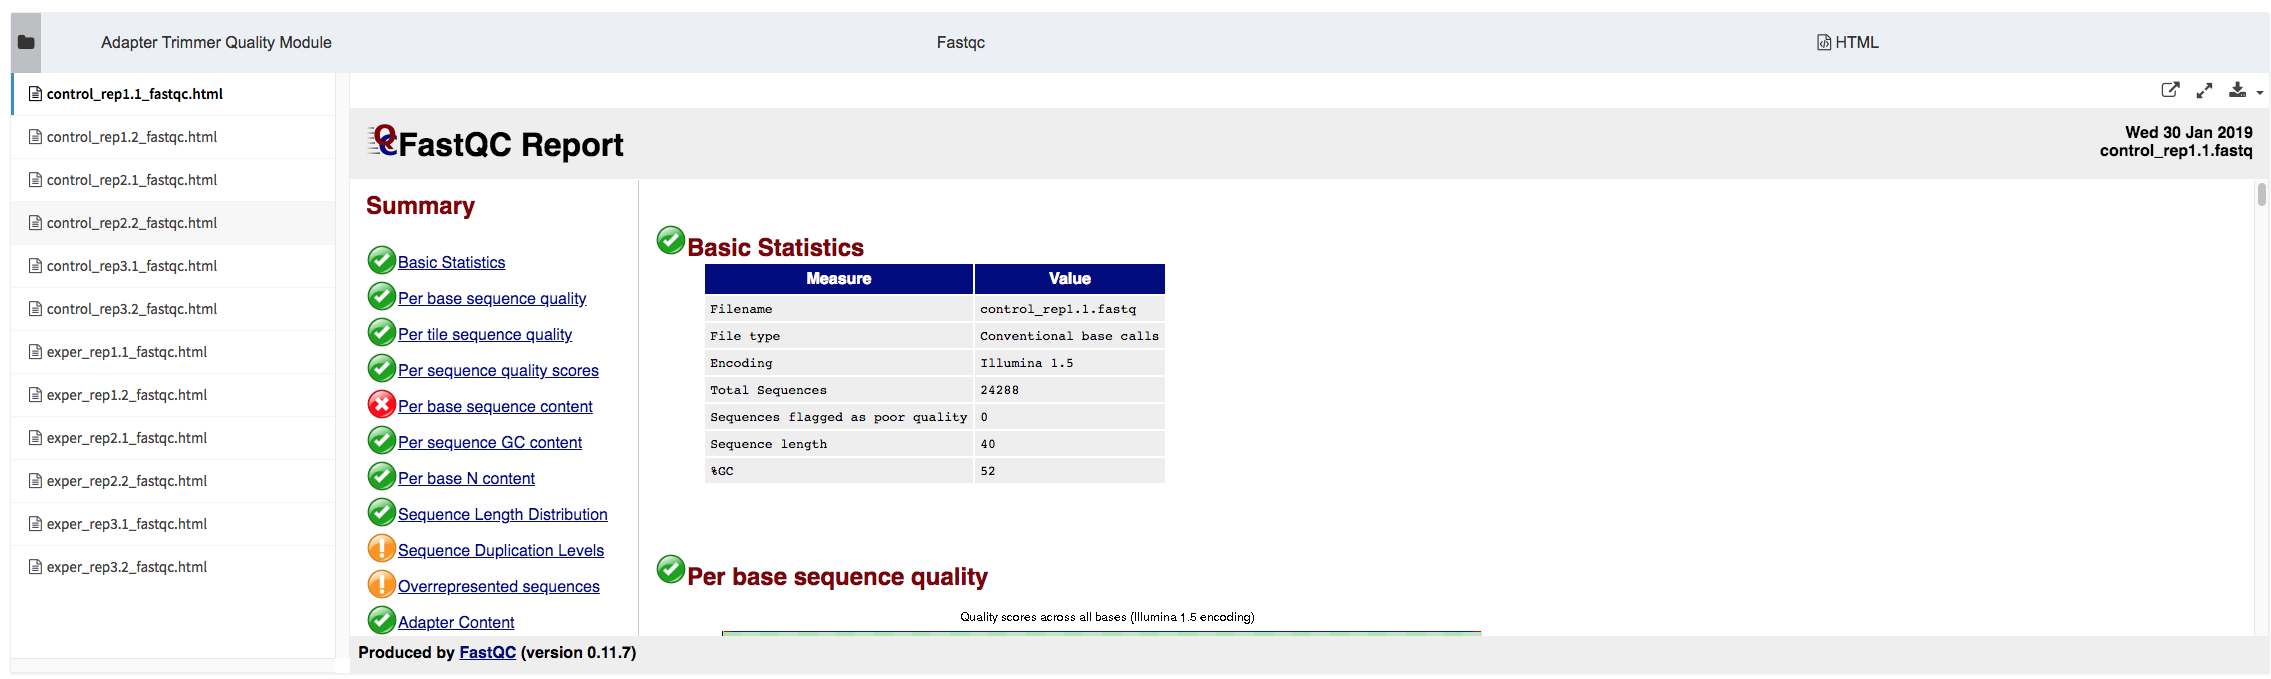 Adapter Trimmer Quality Module
Fastqc
HTML
control_rep1.1_fastqc.html
control_rep1.2_fastqc.html
control_rep2.1_fastqc.html
control_rep2.2_fastqc.html
control_rep3.1_fastqc.html
control_rep3.2_fastqc.html
exper_rep1.1_fastqc.html
exper_rep1.2_fastqc.html
exper_rep2.1_fastqc.html
exper_rep2.2_fastqc.html
exper_rep3.1_fastqc.html
exper_rep3.2_fastqc.html
FastQC Report
Wed 30 Jan 2019
control_rep1.1.fastq
Summary
Basic Statistics
Per base sequence quality
Per tile sequence quality
Per sequence quality scores
Per base sequence content
Per sequence GC content
Per base N content
Sequence Length Distribution
Sequence Duplication Levels
Overrepresented sequences
Adapter Content
Basic Statistics
Measure Value
Filename control_rep1.1.fastq
File type Conventional base calls
Encoding Illumina 1.5
Total Sequences 24288
Sequences flagged as poor quality 0
Sequence length 40
%GC 52
Per base sequence quality
Quality scores across all bases (Illumina 1.5 encoding)
Produced by FastQC (version 0.11.7)